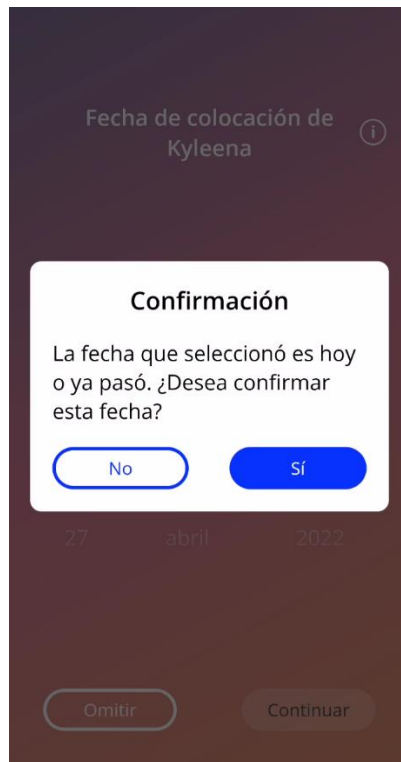 Fecha de colocación de
Kyleena
i
Confirmación
La fecha que seleccionó es hoy
o ya pasó. ¿Desea confirmar
esta fecha?
No Sí
27 abril 2022
Omitir Continuar